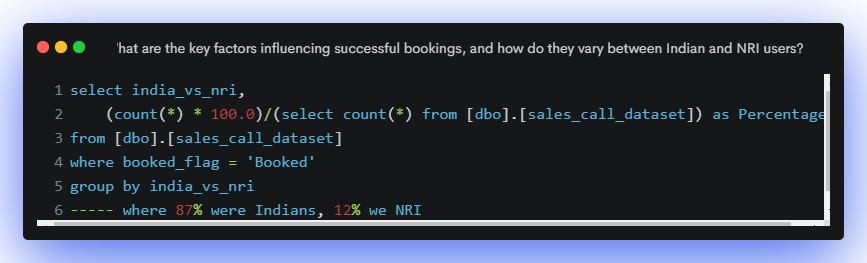 hat are the key factors influencing successful bookings, and how do they vary between Indian and NRI users?
1 select india_vs_nri,
2     (count(*) * 100.0)/(select count(*) from [dbo].[sales_call_dataset]) as Percentage
3 from [dbo].[sales_call_dataset]
4 where booked_flag = 'Booked'
5 group by india_vs_nri
6 ----- where 87% were Indians, 12% we NRI